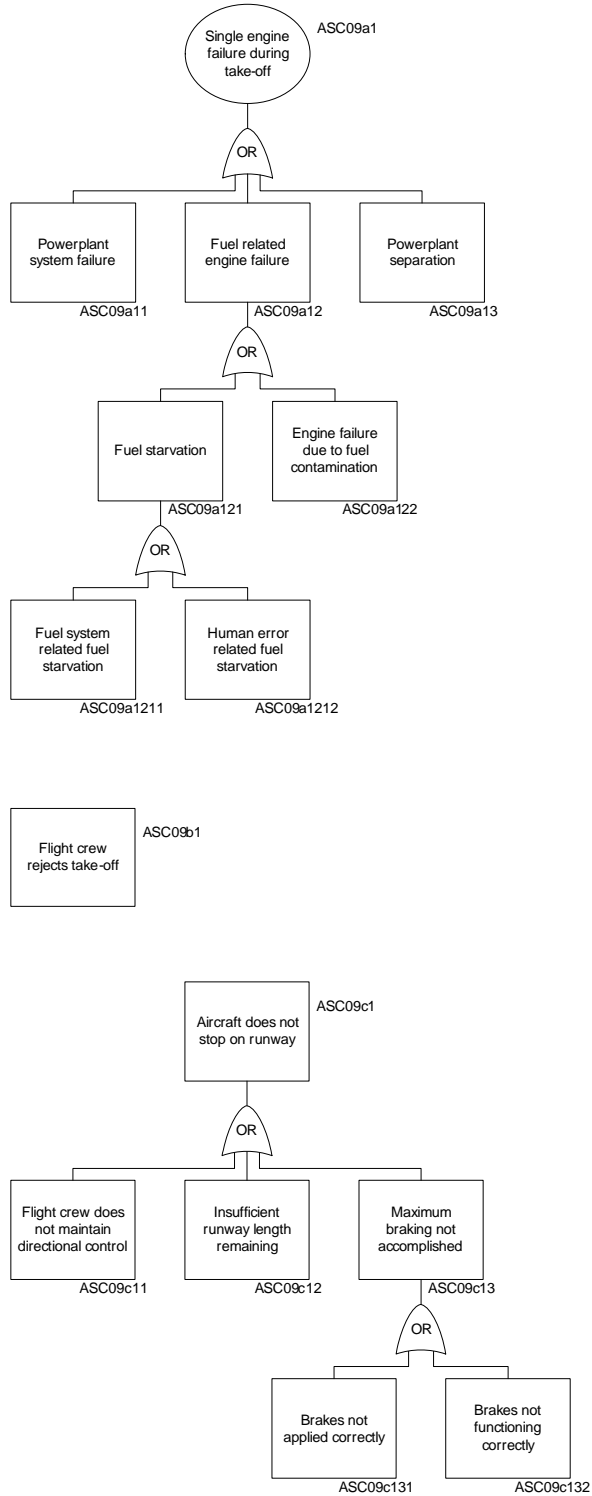 Single engine
failure during
take-off
ASC09a1
OR
Powerplant
system failure
ASC09a11
Fuel related
engine failure
ASC09a12
Powerplant
separation
ASC09a13
OR
Fuel starvation
ASC09a121
Engine failure
due to fuel
contamination
ASC09a122
OR
Fuel system
related fuel
starvation
ASC09a1211
Human error
related fuel
starvation
ASC09a1212
Flight crew
rejects take-off
ASC09b1
Aircraft does not
stop on runway
ASC09c1
OR
Flight crew does
not maintain
directional control
ASC09c11
Insufficient
runway length
remaining
ASC09c12
Maximum
braking not
accomplished
ASC09c13
OR
Brakes not
applied correctly
ASC09c131
Brakes not
functioning
correctly
ASC09c132